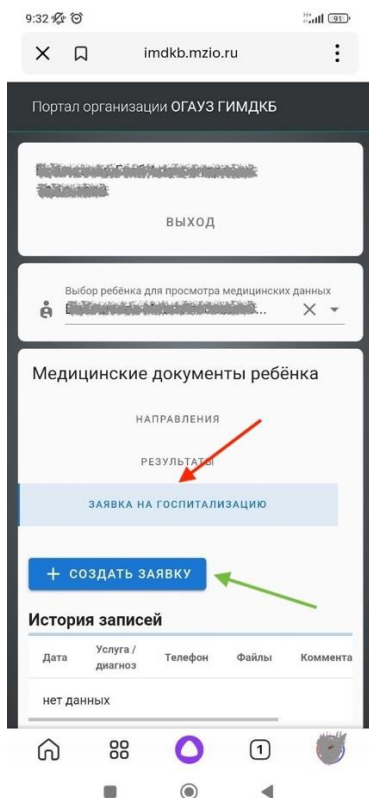 9:32
91
imdkb.mzio.ru
Портал организации ОГАУЗ ГИМДКБ
ВЫХОД
Выбор ребёнка для просмотра медицинских данных
Медицинские документы ребёнка
НАПРАВЛЕНИЯ
РЕЗУЛЬТАТЫ
ЗАЯВКА НА ГОСПИТАЛИЗАЦИЮ
+ СОЗДАТЬ ЗАЯВКУ
История записей
Дата Услуга / диагноз Телефон Файлы Коммента
нет данных
1